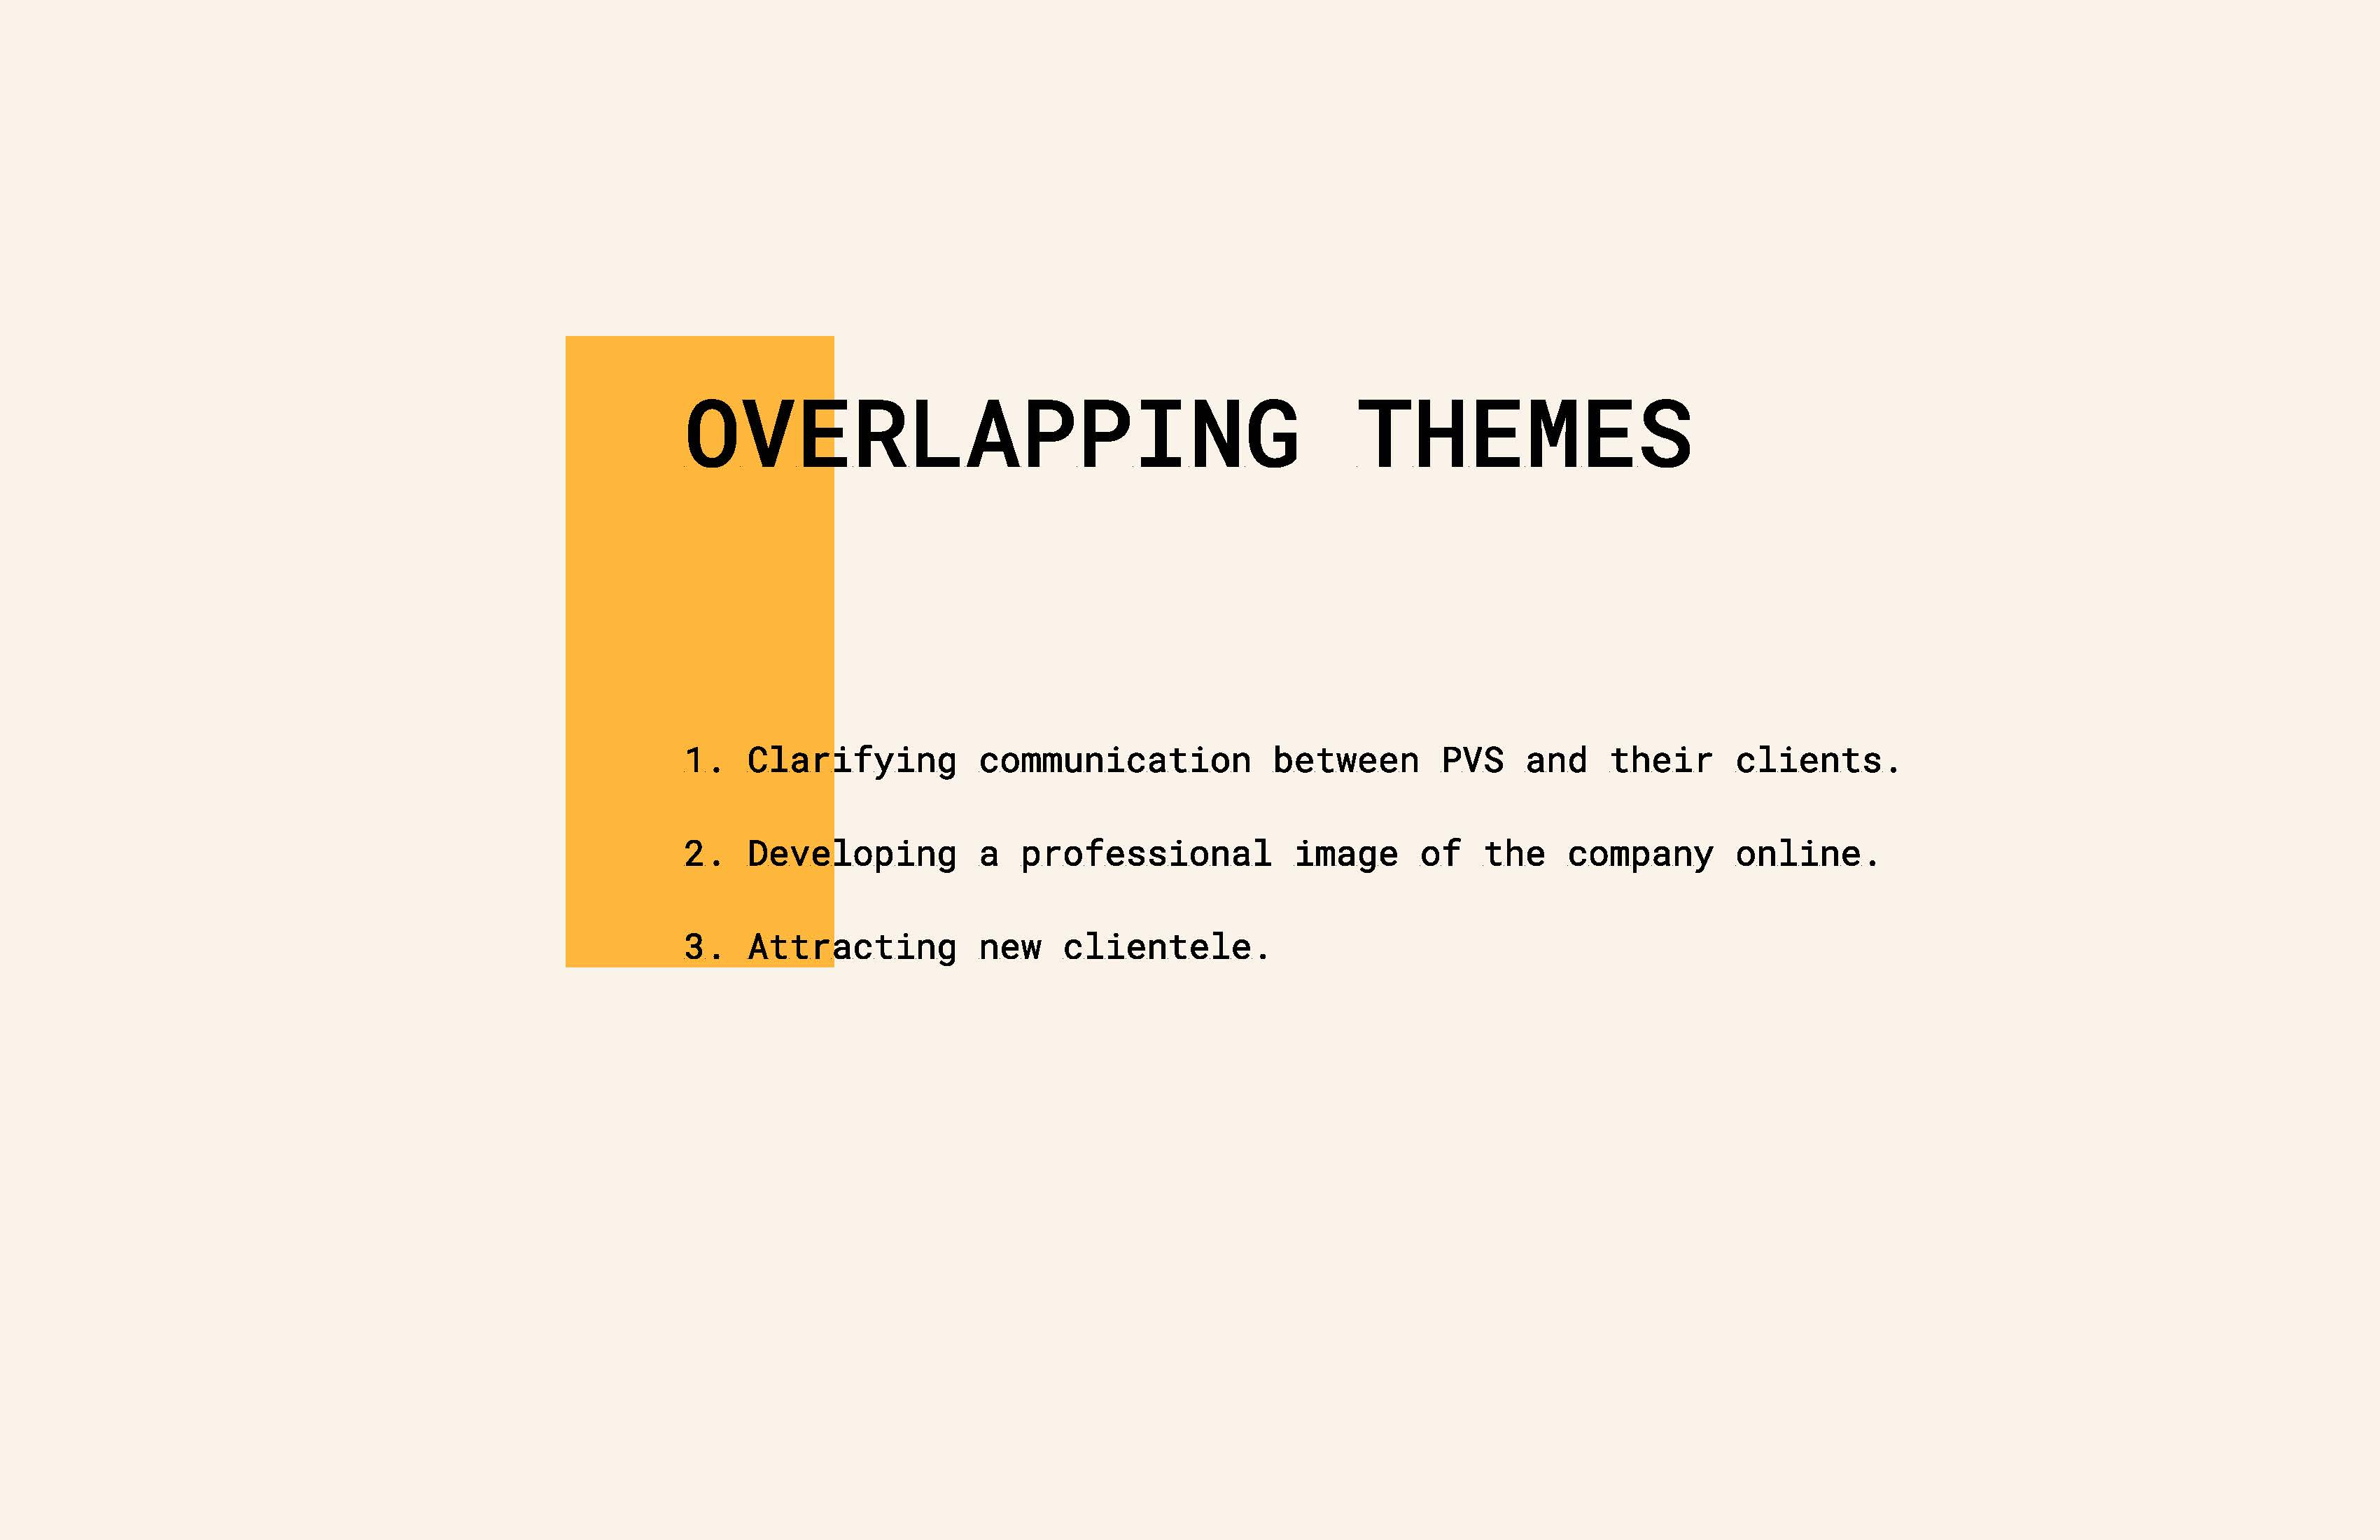 OVERLAPPING THEMES
1. Clarifying communication between PVS and their clients.
2. Developing a professional image of the company online.
3. Attracting new clientele.